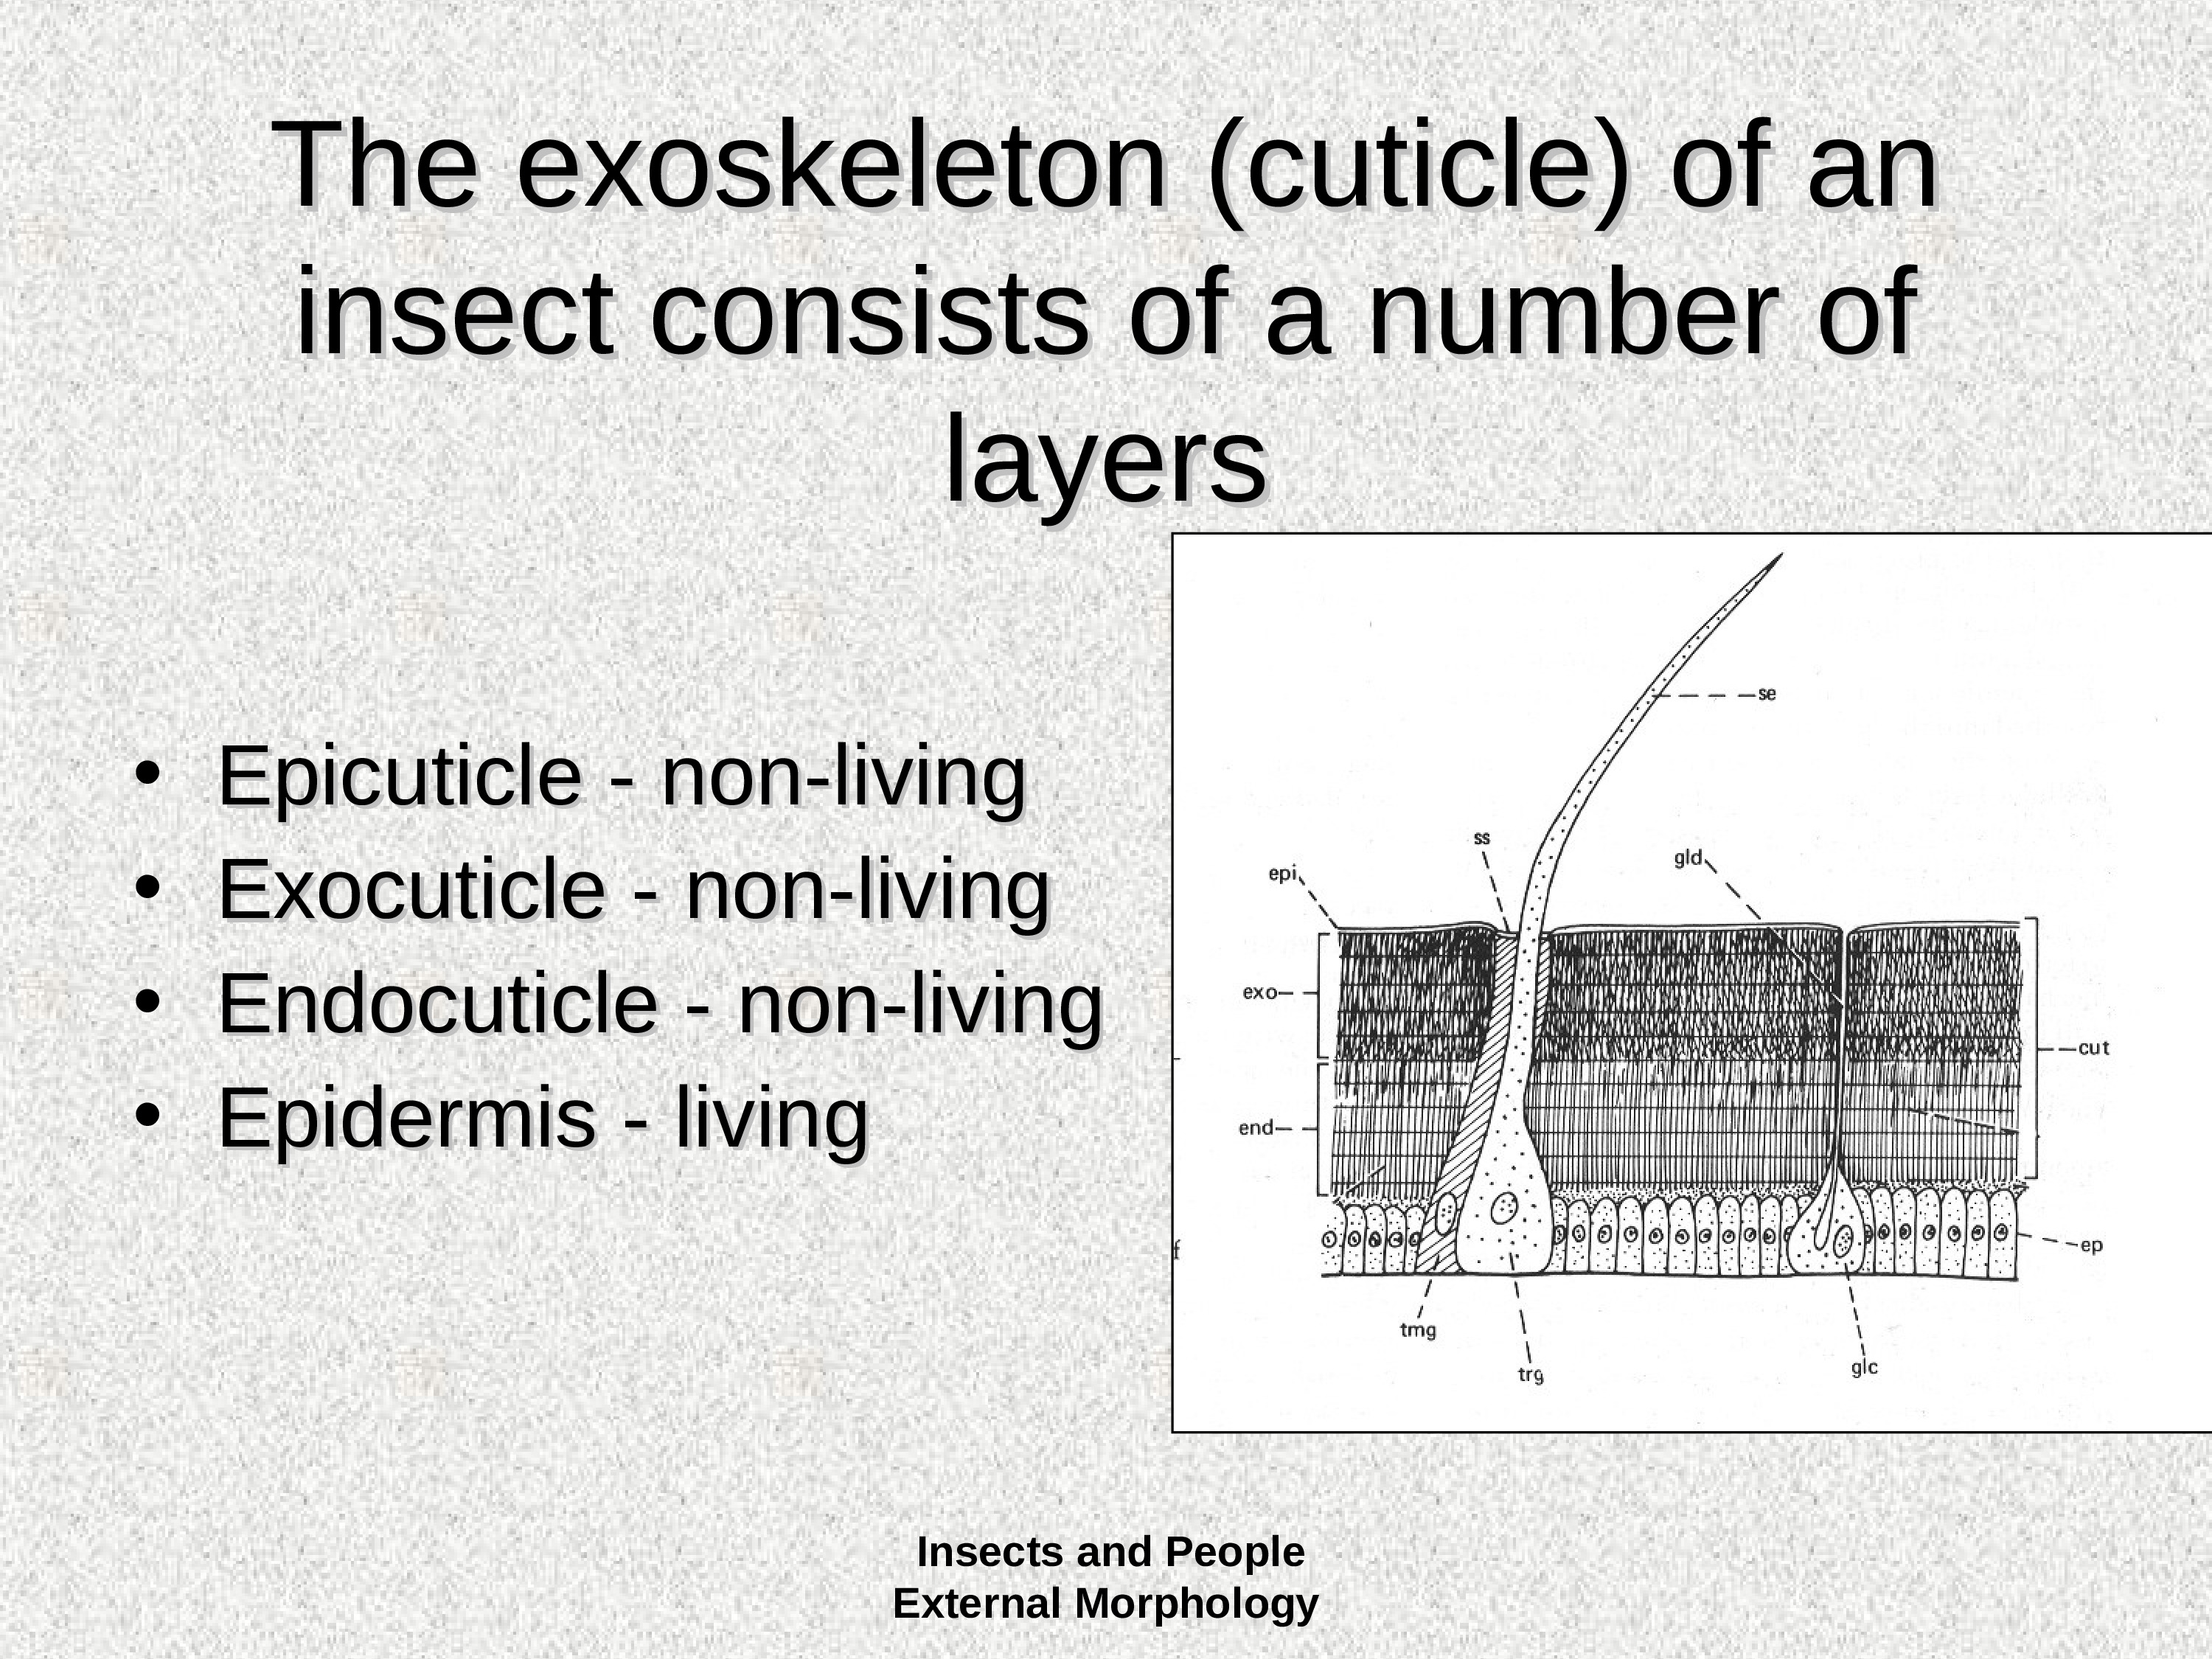 The exoskeleton (cuticle) of an
insect consists of a number of
layers
• Epicuticle - non-living
• Exocuticle - non-living
• Endocuticle - non-living
• Epidermis - living
se
ss
gld
epi
exo
cut
end
ep
f
tmg
glc
trg
Insects and People
External Morphology